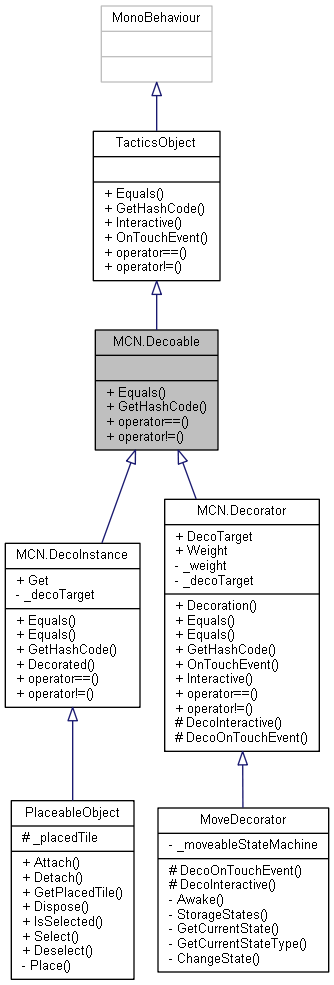 MonoBehaviour
TacticsObject
+ Equals()
+ GetHashCode()
+ Interactive()
+ OnTouchEvent()
+ operator==()
+ operator!=()
MCN.Decoable
+ Equals()
+ GetHashCode()
+ operator==()
+ operator!=()
MCN.DecoInstance
+ Get
- _decoTarget
+ Equals()
+ Equals()
+ GetHashCode()
+ Decorated()
+ operator==()
+ operator!=()
MCN.Decorator
+ DecoTarget
+ Weight
- _weight
- _decoTarget
+ Decoration()
+ Equals()
+ Equals()
+ GetHashCode()
+ OnTouchEvent()
+ Interactive()
+ operator==()
+ operator!=()
# DecoInteractive()
# DecoOnTouchEvent()
PlaceableObject
# _placedTile
+ Attach()
+ Detach()
+ GetPlacedTile()
+ Dispose()
+ IsSelected()
+ Select()
+ Deselect()
- Place()
MoveDecorator
- _moveableStateMachine
# DecoOnTouchEvent()
# DecoInteractive()
- Awake()
- StorageStates()
- GetCurrentState()
- GetCurrentStateType()
- ChangeState()